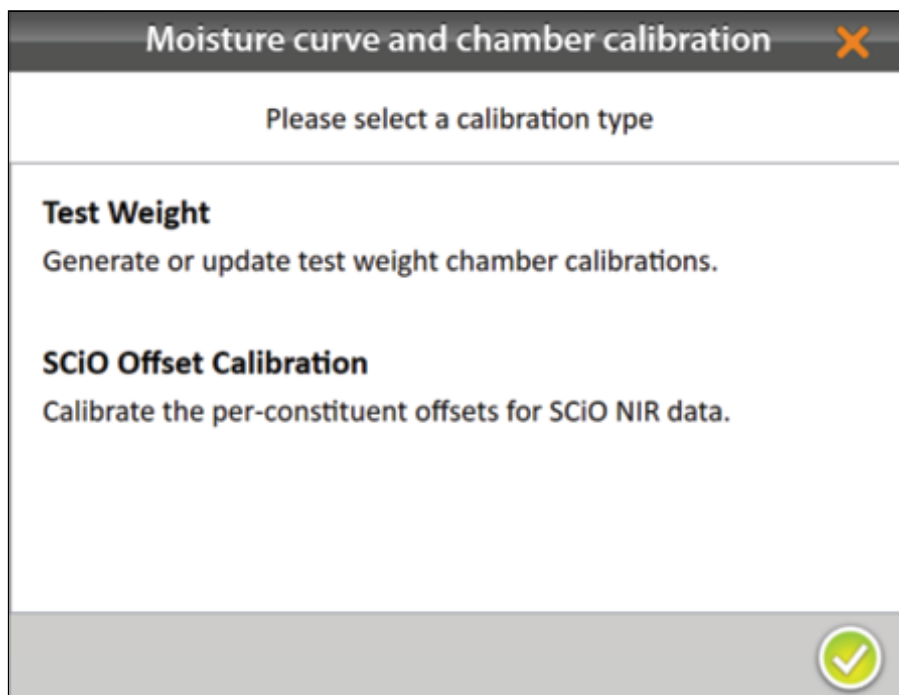 Moisture curve and chamber calibration
Please select a calibration type
Test Weight
Generate or update test weight chamber calibrations.
SCiO Offset Calibration
Calibrate the per-constituent offsets for SCiO NIR data.